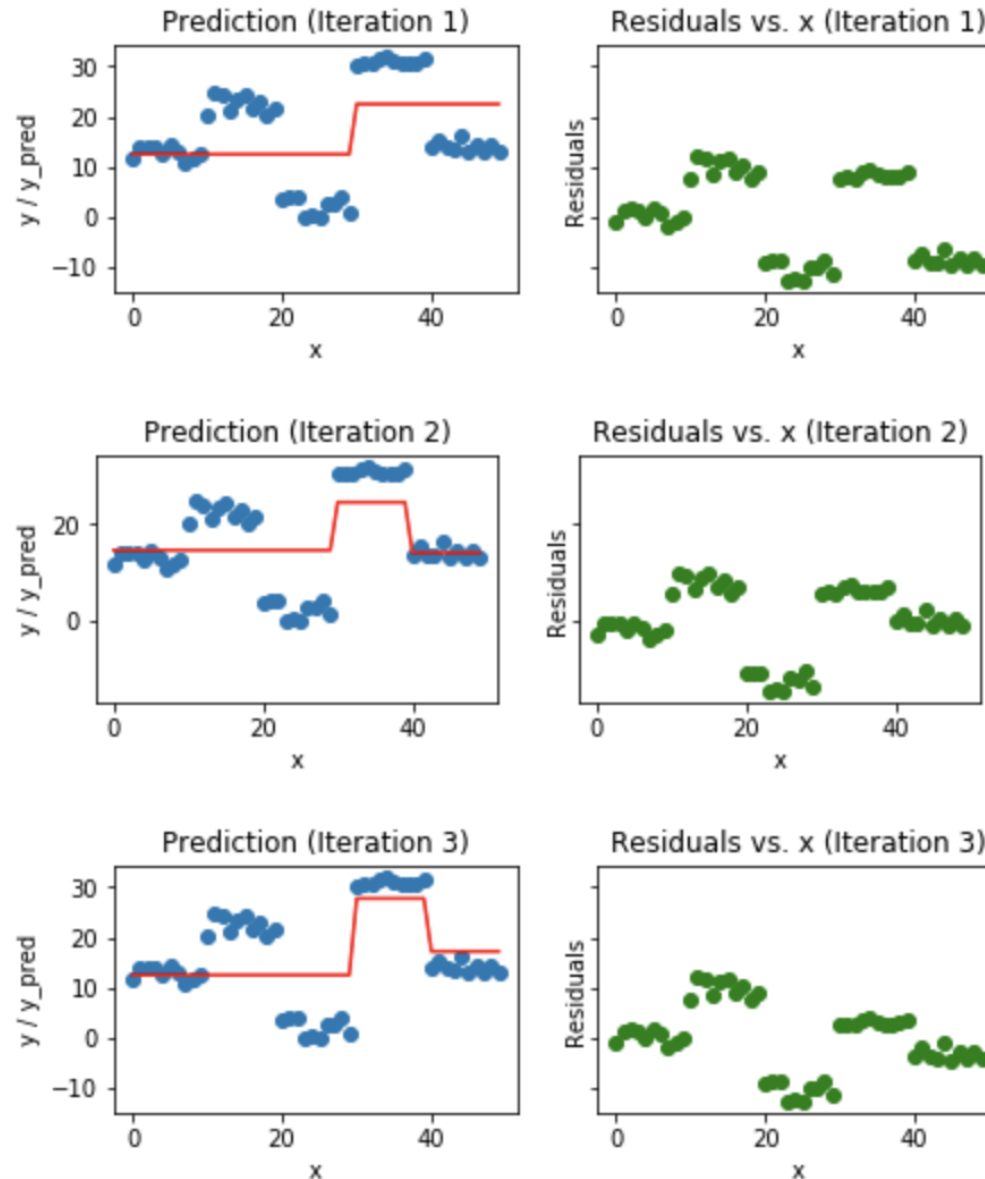 Prediction (Iteration 1)
Residuals vs. x (Iteration 1)
y / y_pred
30
20
10
0
−10
0 20 40
x
Residuals
0 20 40
x
Prediction (Iteration 2)
Residuals vs. x (Iteration 2)
y / y_pred
20
0
0 20 40
x
Residuals
0 20 40
x
Prediction (Iteration 3)
Residuals vs. x (Iteration 3)
y / y_pred
30
20
10
0
−10
0 20 40
x
Residuals
0 20 40
x